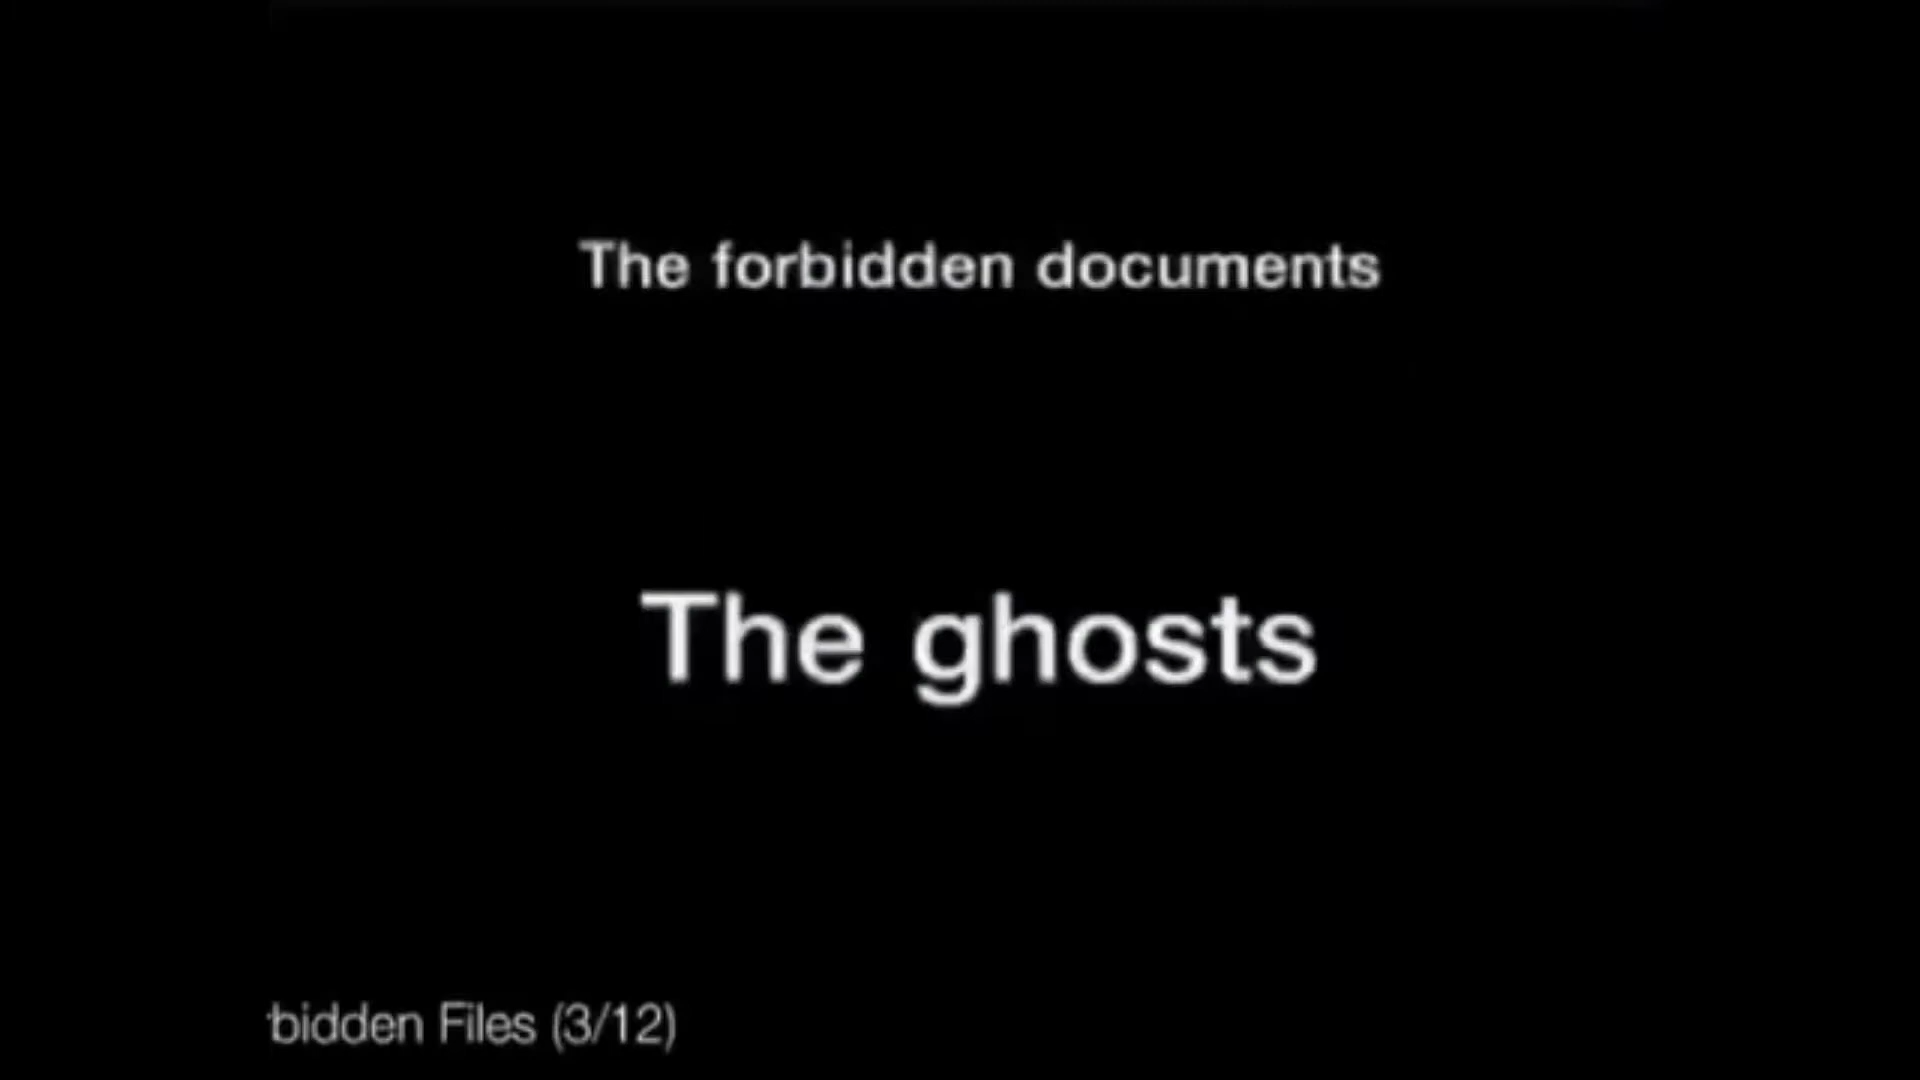 The forbidden documents
The ghosts
bidden Files (3/12)